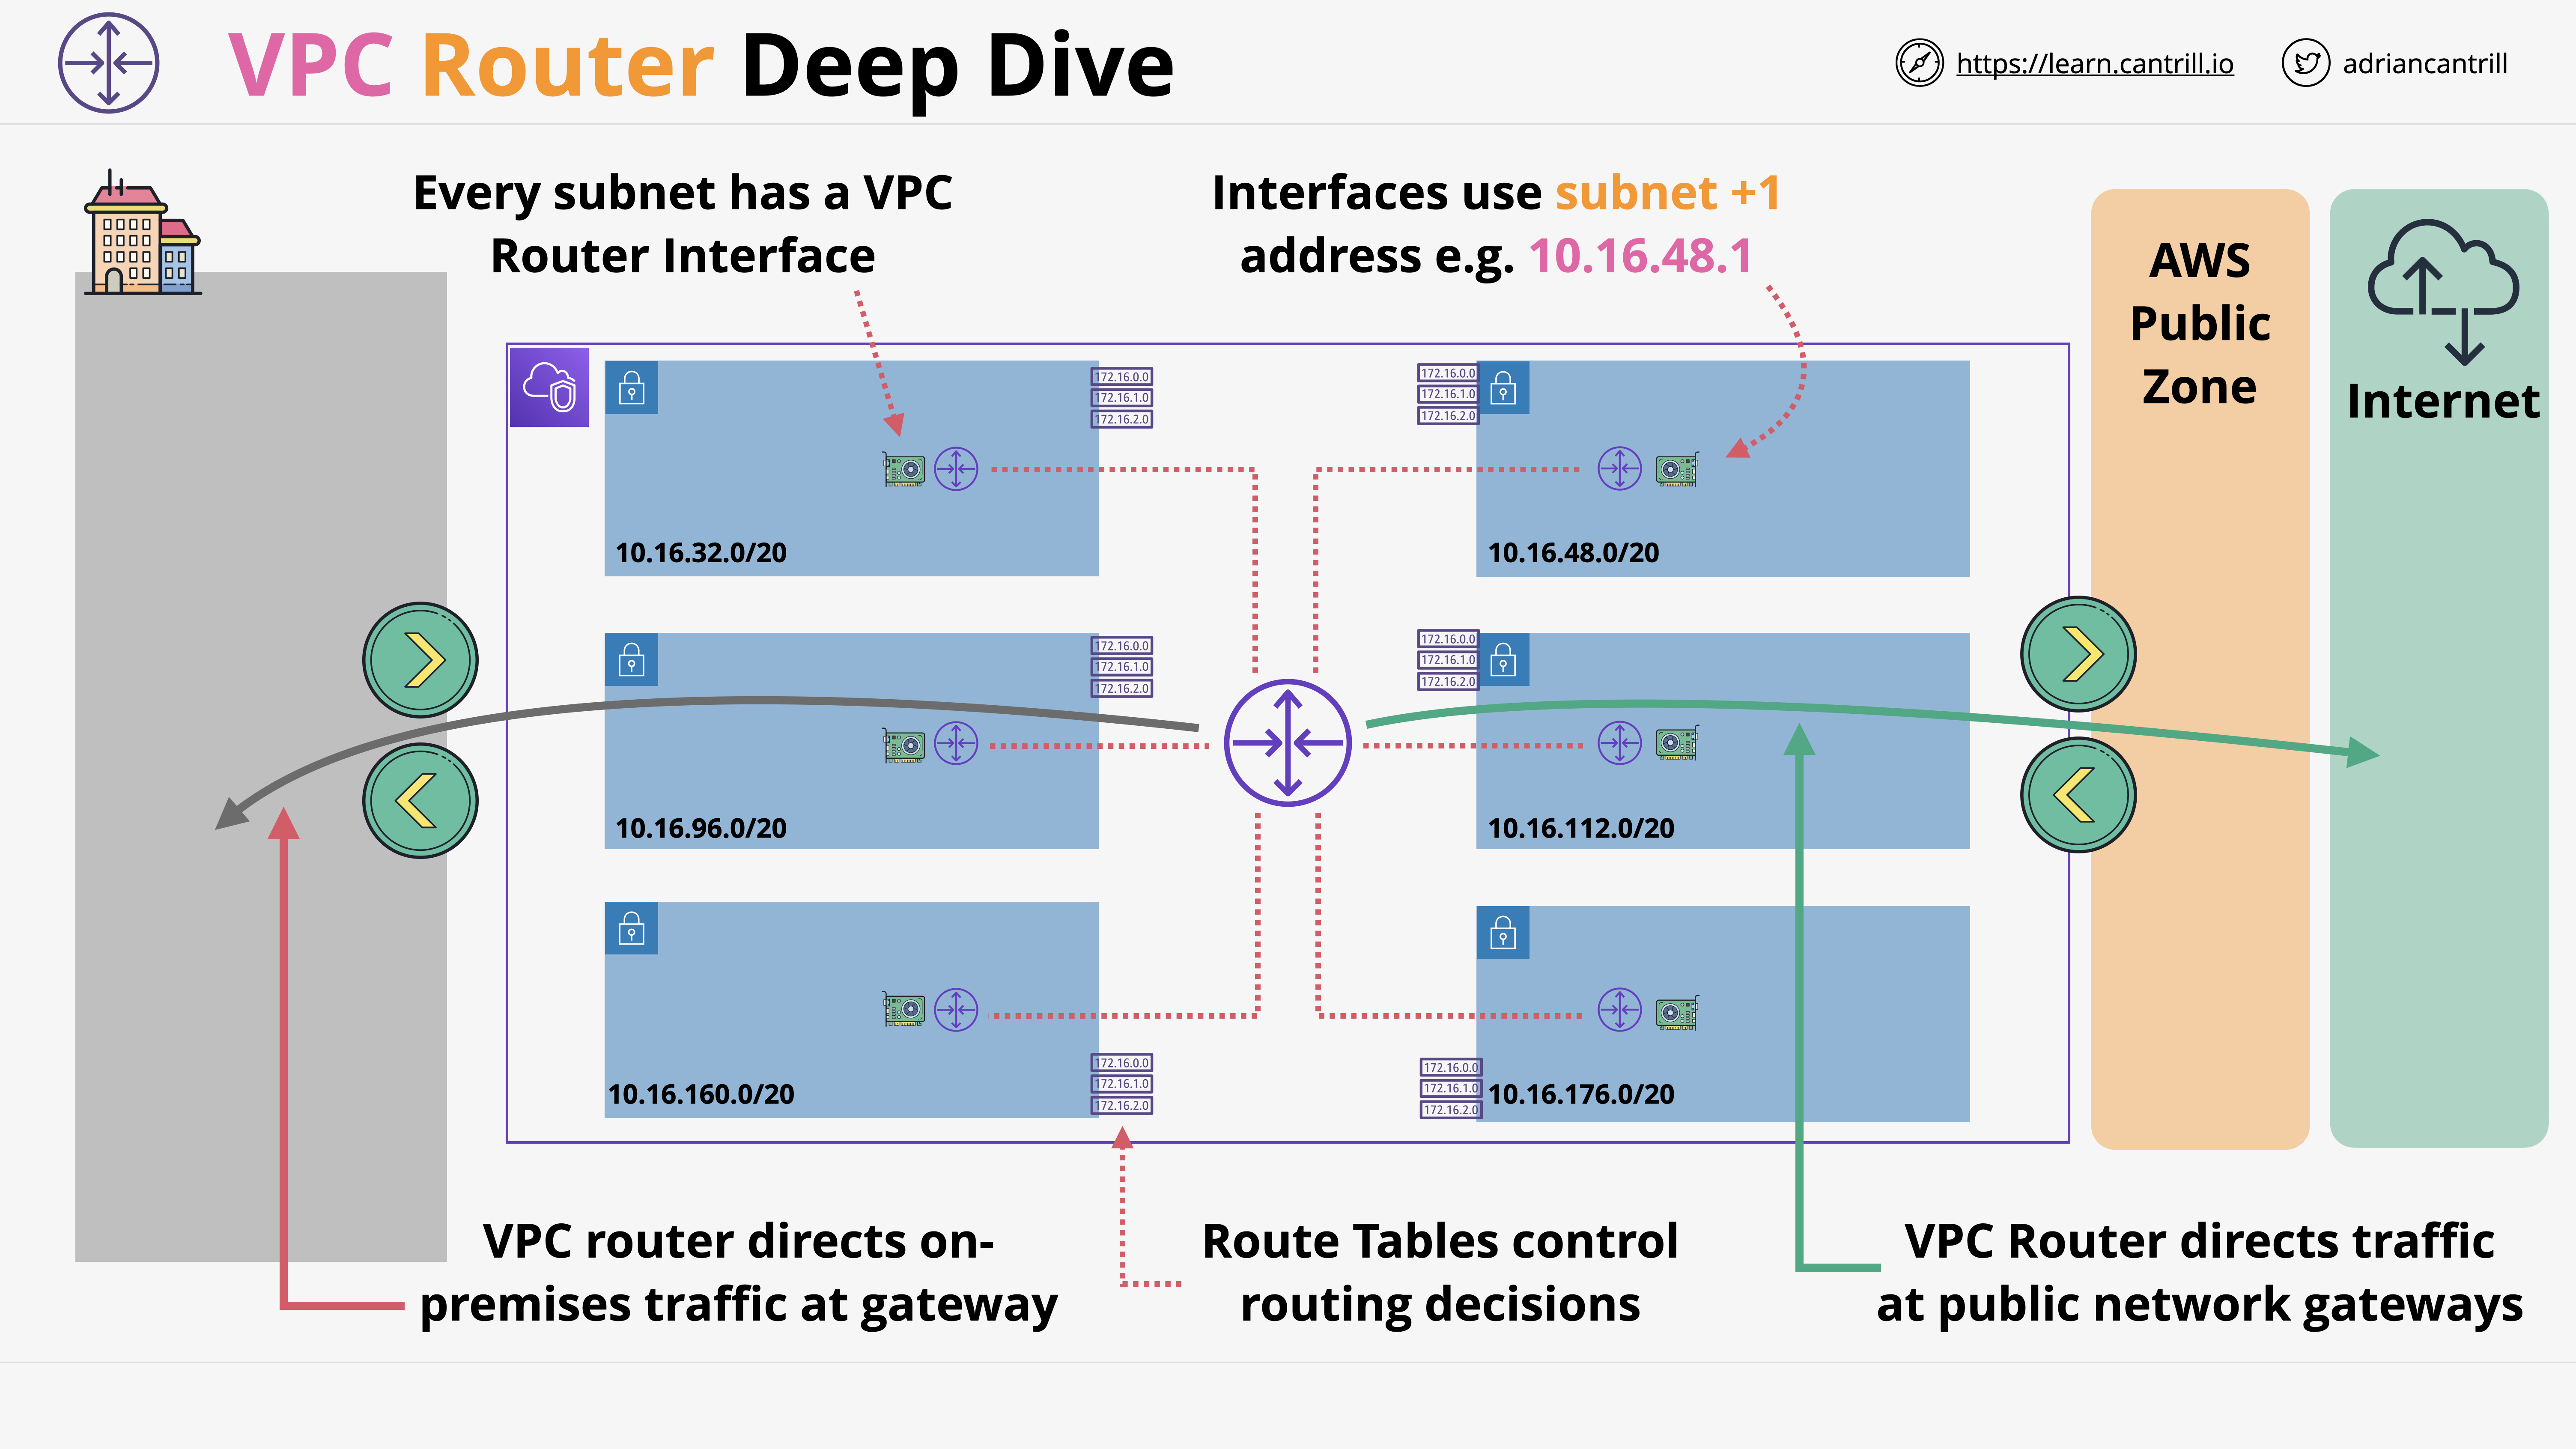 VPC Router Deep Dive
https://learn.cantrill.io
adriancantrill
Every subnet has a VPC
Router Interface
Interfaces use subnet +1
address e.g. 10.16.48.1
AWS
Public
Zone
Internet
172.16.0.0
172.16.1.0
172.16.2.0
10.16.32.0/20
172.16.0.0
172.16.1.0
172.16.2.0
10.16.48.0/20
172.16.0.0
172.16.1.0
172.16.2.0
10.16.96.0/20
172.16.0.0
172.16.1.0
172.16.2.0
10.16.112.0/20
172.16.0.0
172.16.1.0
172.16.2.0
10.16.160.0/20
172.16.0.0
172.16.1.0
172.16.2.0
10.16.176.0/20
VPC router directs on-
premises traffic at gateway
Route Tables control
routing decisions
VPC Router directs traffic
at public network gateways